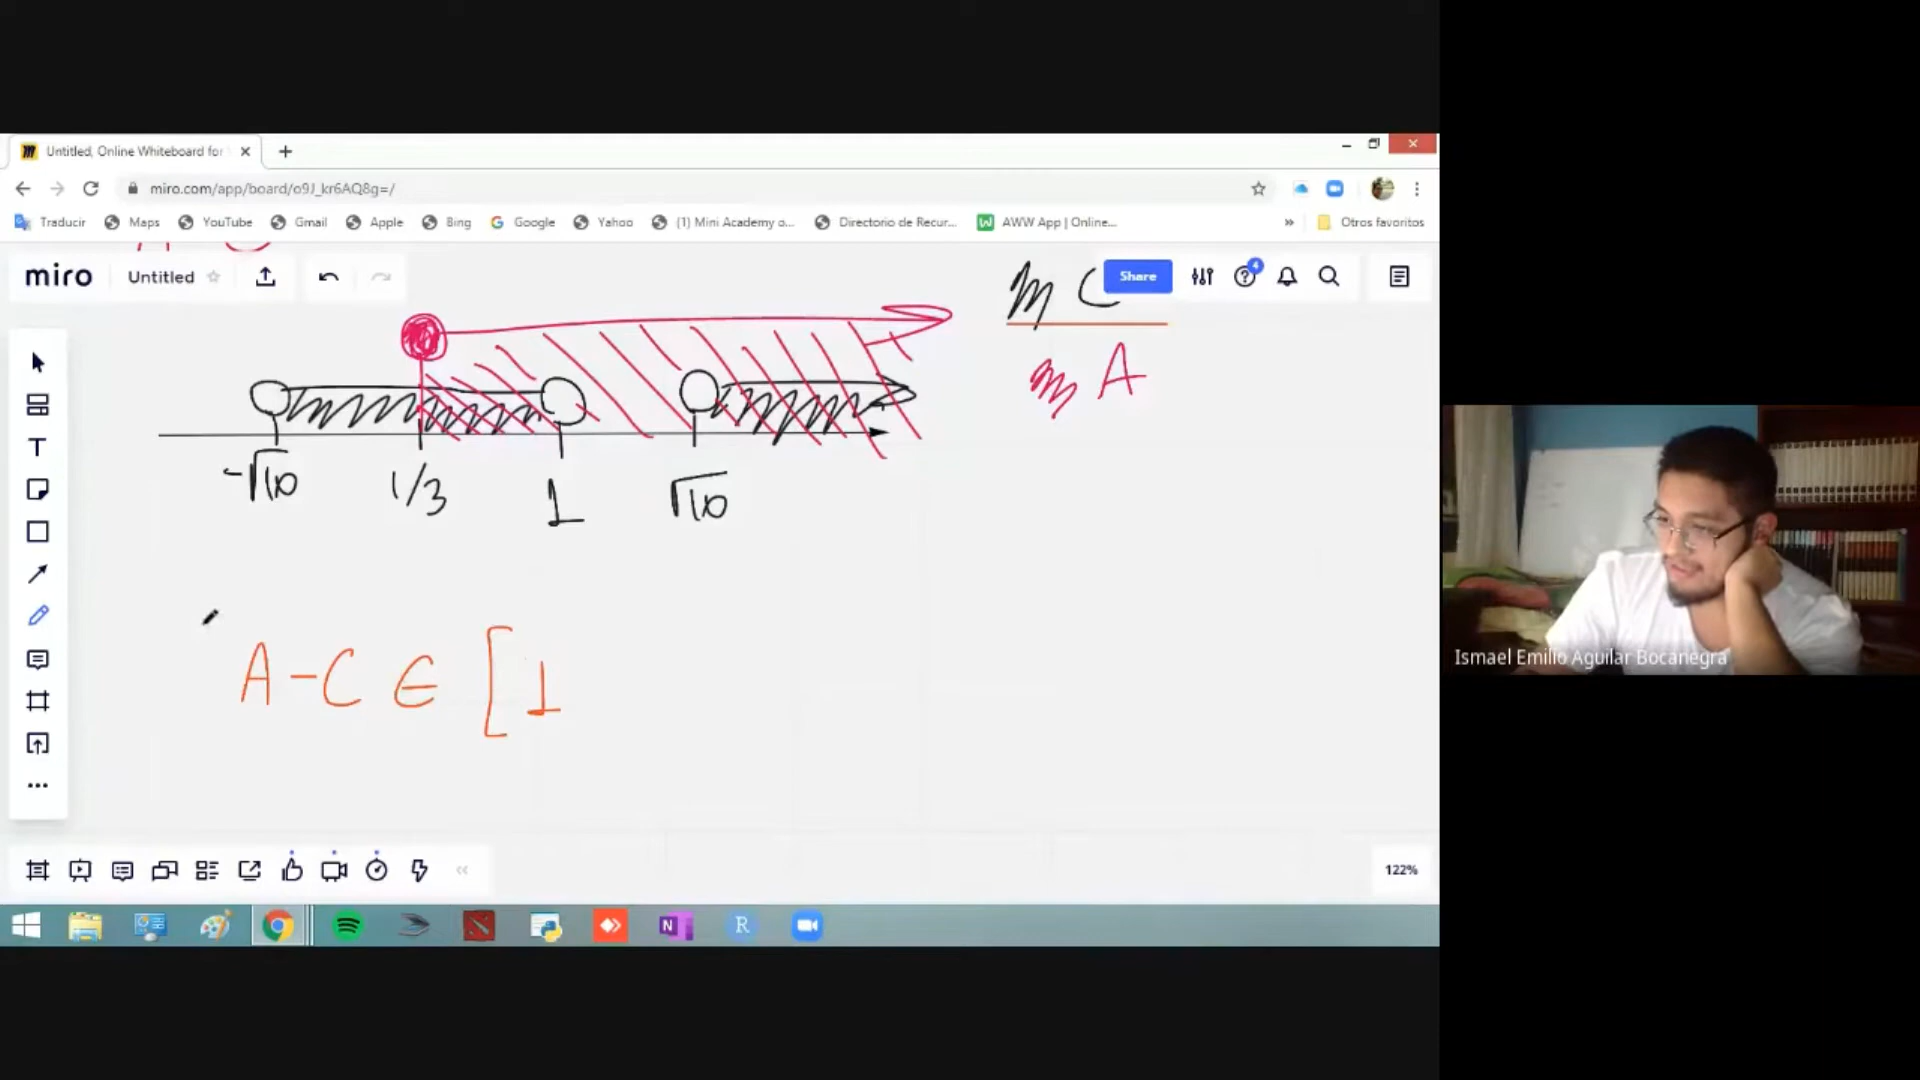 Untitled, Online Whiteboard for
miro.com/app/board/o9J_kr6AQ8g=/
Traducir Maps YouTube Gmail Apple Bing Google Yahoo (1) Mini Academy o... Directorio de Recur... AWW App | Online... » Otros favoritos
miro Untitled Share 4
C
A
-√10 1/3 1 √10
A-C ∈ [1
Ismael Emilio Aguilar Bocanegra
122%